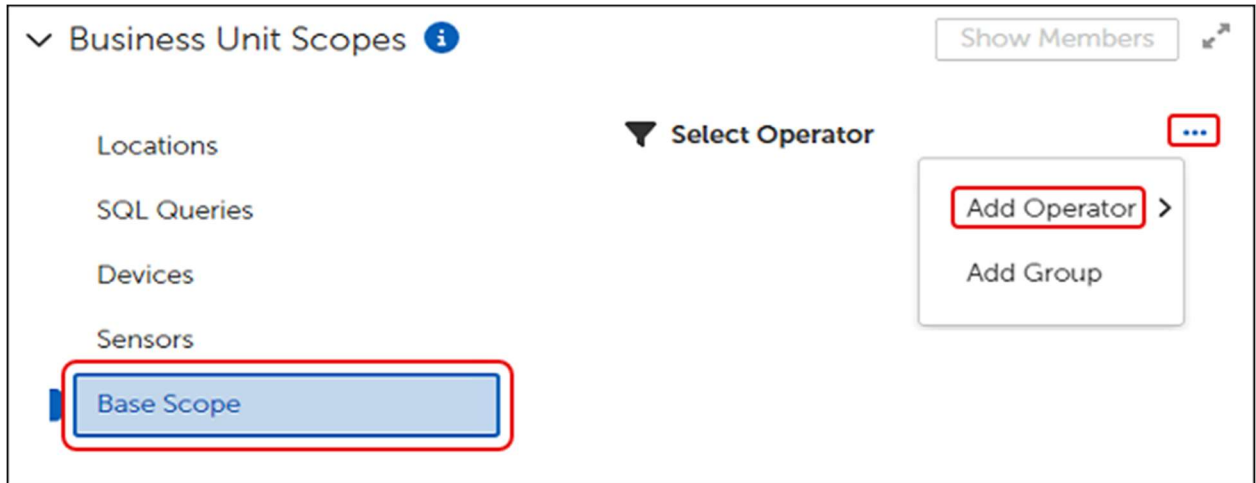 Business Unit Scopes
Show Members
Locations
SQL Queries
Devices
Sensors
Base Scope
Select Operator
...
Add Operator
Add Group